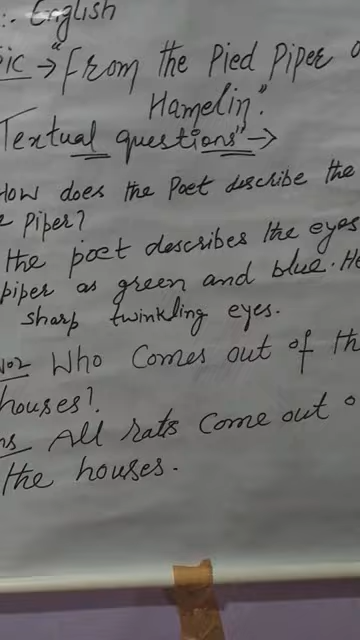 :- English
pic → "From the Pied Piper o
Hamelin".
Textual questions" →
How does the Poet describe the
e Piper?
the poet describes the eyes
piper as green and blue. He
sharp twinkling eyes.
No2 Who Comes out of th
houses?
ns All rats Come out o
the houses.